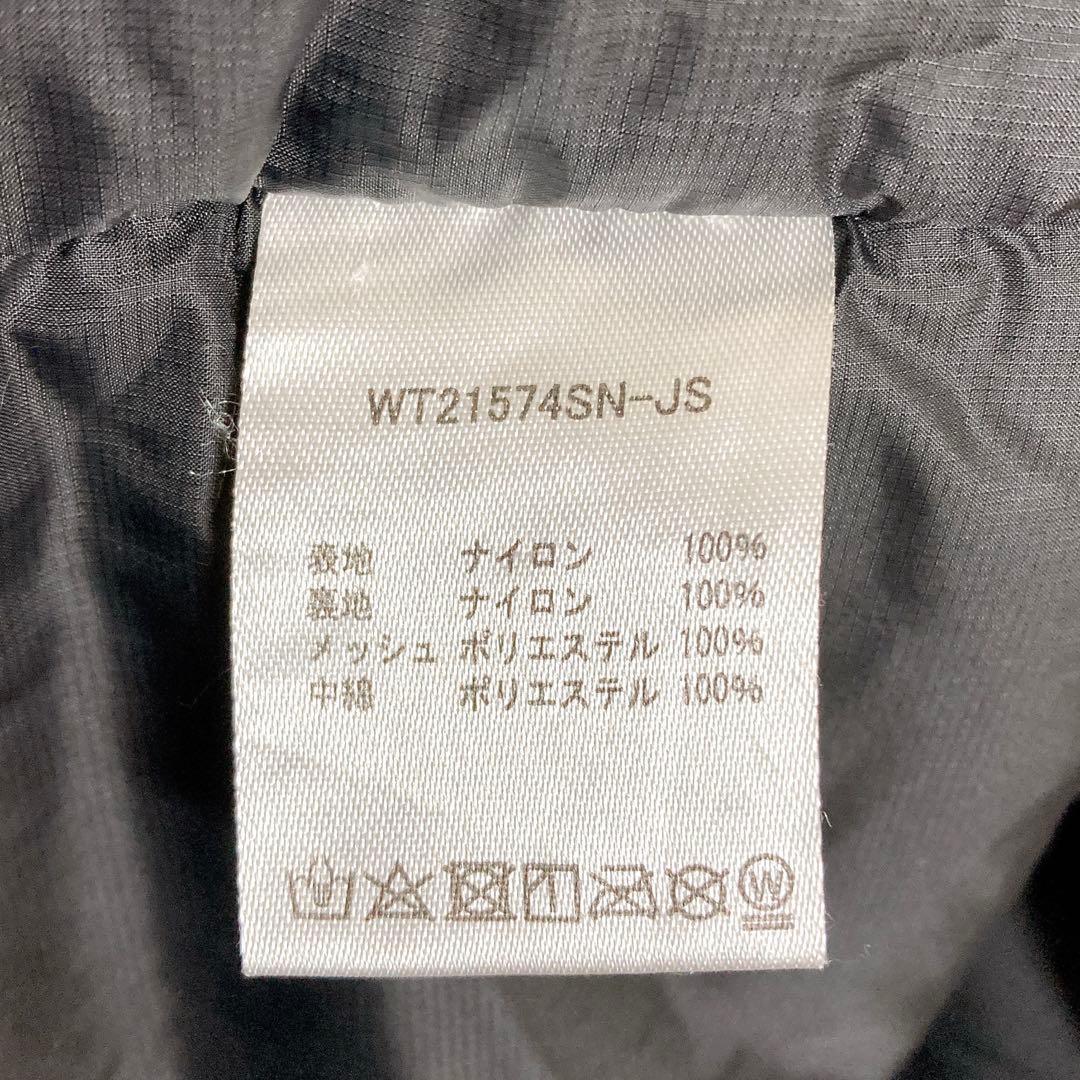 WT21574SN-JS
表地 ナイロン 100%
裏地 ナイロン 100%
メッシュ ポリエステル 100%
中綿 ポリエステル 100%
W